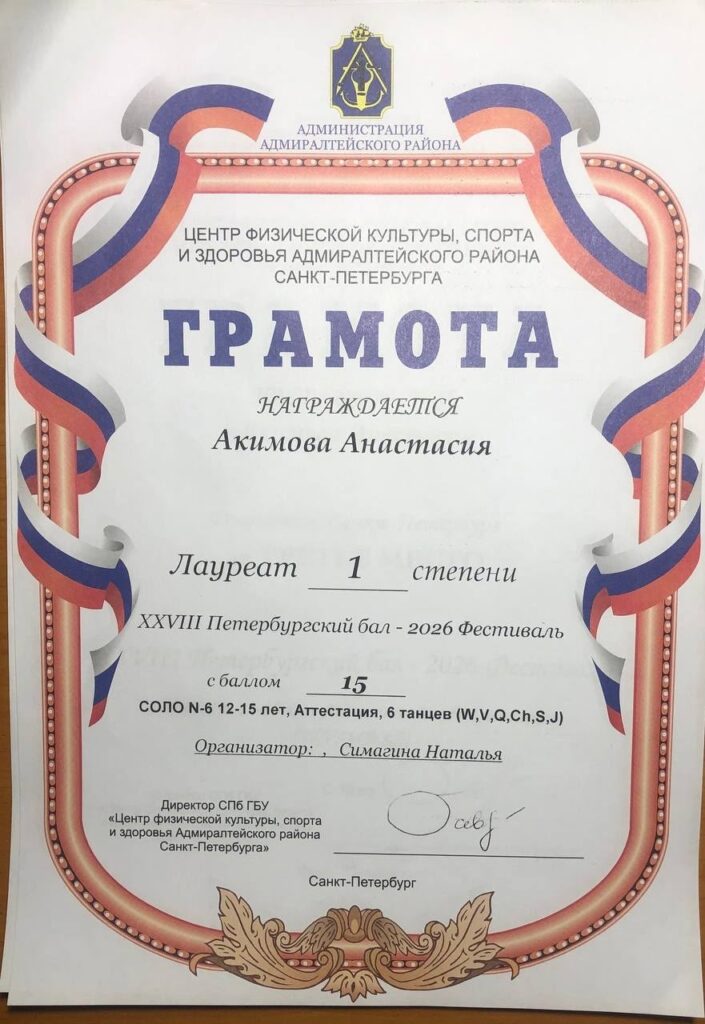 АДМИНИСТРАЦИЯ
АДМИРАЛТЕЙСКОГО РАЙОНА
ЦЕНТР ФИЗИЧЕСКОЙ КУЛЬТУРЫ, СПОРТА
И ЗДОРОВЬЯ АДМИРАЛТЕЙСКОГО РАЙОНА
САНКТ-ПЕТЕРБУРГА
ГРАМОТА
НАГРАЖДАЕТСЯ
Акимова Анастасия
Лауреат 1 степени
XXVIII Петербургский бал - 2026 Фестиваль
с баллом 15
СОЛО N-6 12-15 лет, Аттестация, 6 танцев (W,V,Q,Ch,S,J)
Организатор: , Симагина Наталья
Директор СПб ГБУ
«Центр физической культуры, спорта
и здоровья Адмиралтейского района
Санкт-Петербурга»
Санкт-Петербург